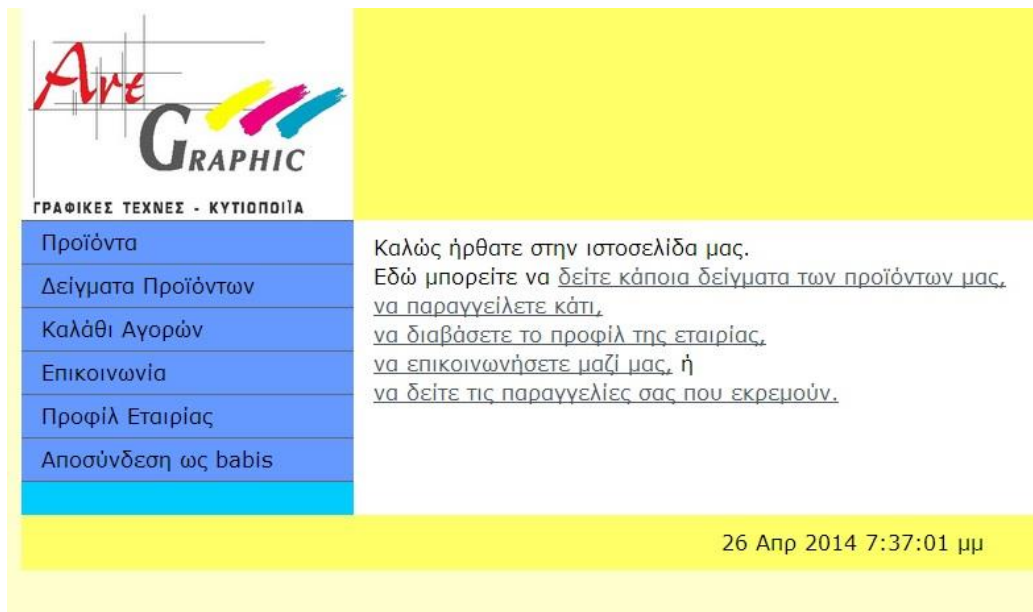 Art
GRAPHIC
ΓΡΑΦΙΚΕΣ ΤΕΧΝΕΣ - ΚΥΤΙΟΠΟΙΪΑ
Προϊόντα
Δείγματα Προϊόντων
Καλάθι Αγορών
Επικοινωνία
Προφίλ Εταιρίας
Αποσύνδεση ως babis
Καλώς ήρθατε στην ιστοσελίδα μας.
Εδώ μπορείτε να δείτε κάποια δείγματα των προϊόντων μας,
να παραγγείλετε κάτι,
να διαβάσετε το προφίλ της εταιρίας,
να επικοινωνήσετε μαζί μας, ή
να δείτε τις παραγγελίες σας που εκρεμούν.
26 Απρ 2014 7:37:01 μμ